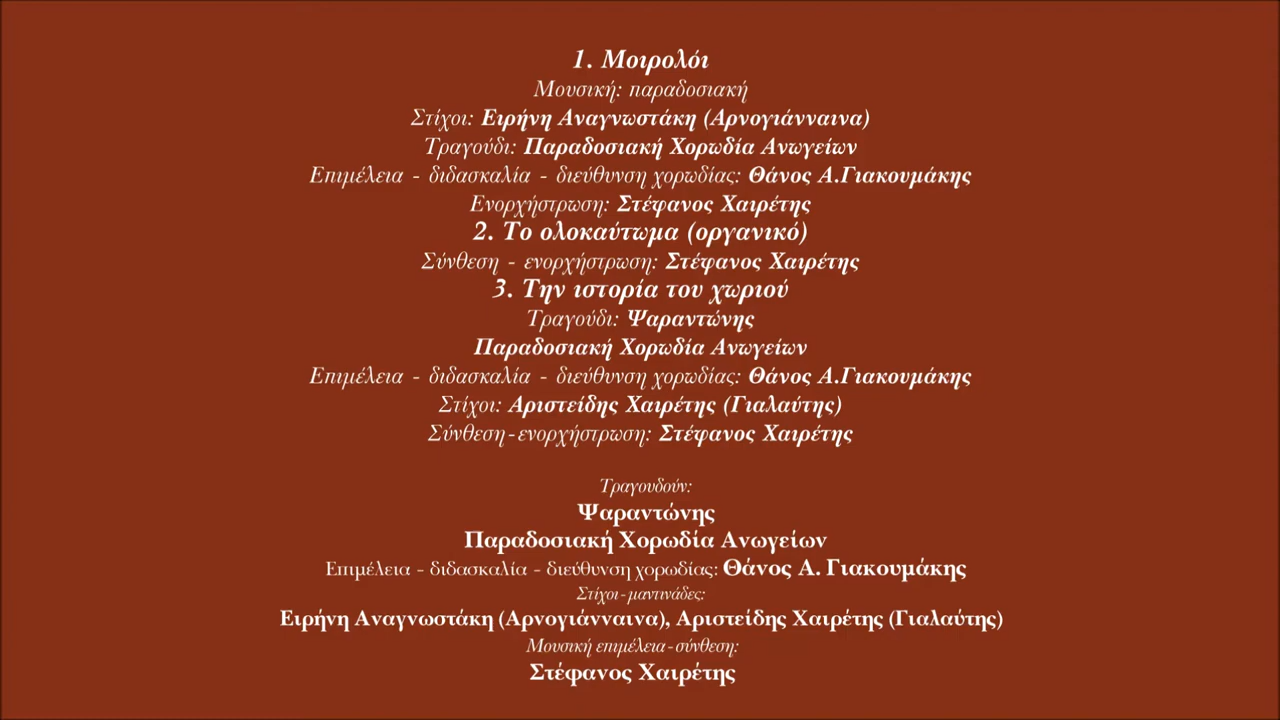 1. Μοιρολόι
Μουσική: παραδοσιακή
Στίχοι: Ειρήνη Αναγνωστάκη (Αρνογιάνναινα)
Τραγούδι: Παραδοσιακή Χορωδία Ανωγείων
Επιμέλεια - διδασκαλία - διεύθυνση χορωδίας: Θάνος Α.Γιακουμάκης
Ενορχήστρωση: Στέφανος Χαιρέτης
2. Το ολοκαύτωμα (οργανικό)
Σύνθεση - ενορχήστρωση: Στέφανος Χαιρέτης
3. Την ιστορία του χωριού
Τραγούδι: Ψαραντώνης
Παραδοσιακή Χορωδία Ανωγείων
Επιμέλεια - διδασκαλία - διεύθυνση χορωδίας: Θάνος Α.Γιακουμάκης
Στίχοι: Αριστείδης Χαιρέτης (Γιαλαύτης)
Σύνθεση - ενορχήστρωση: Στέφανος Χαιρέτης
Τραγουδούν:
Ψαραντώνης
Παραδοσιακή Χορωδία Ανωγείων
Επιμέλεια - διδασκαλία - διεύθυνση χορωδίας: Θάνος Α. Γιακουμάκης
Στίχοι - μαντινάδες:
Ειρήνη Αναγνωστάκη (Αρνογιάνναινα), Αριστείδης Χαιρέτης (Γιαλαύτης)
Μουσική επιμέλεια - σύνθεση:
Στέφανος Χαιρέτης